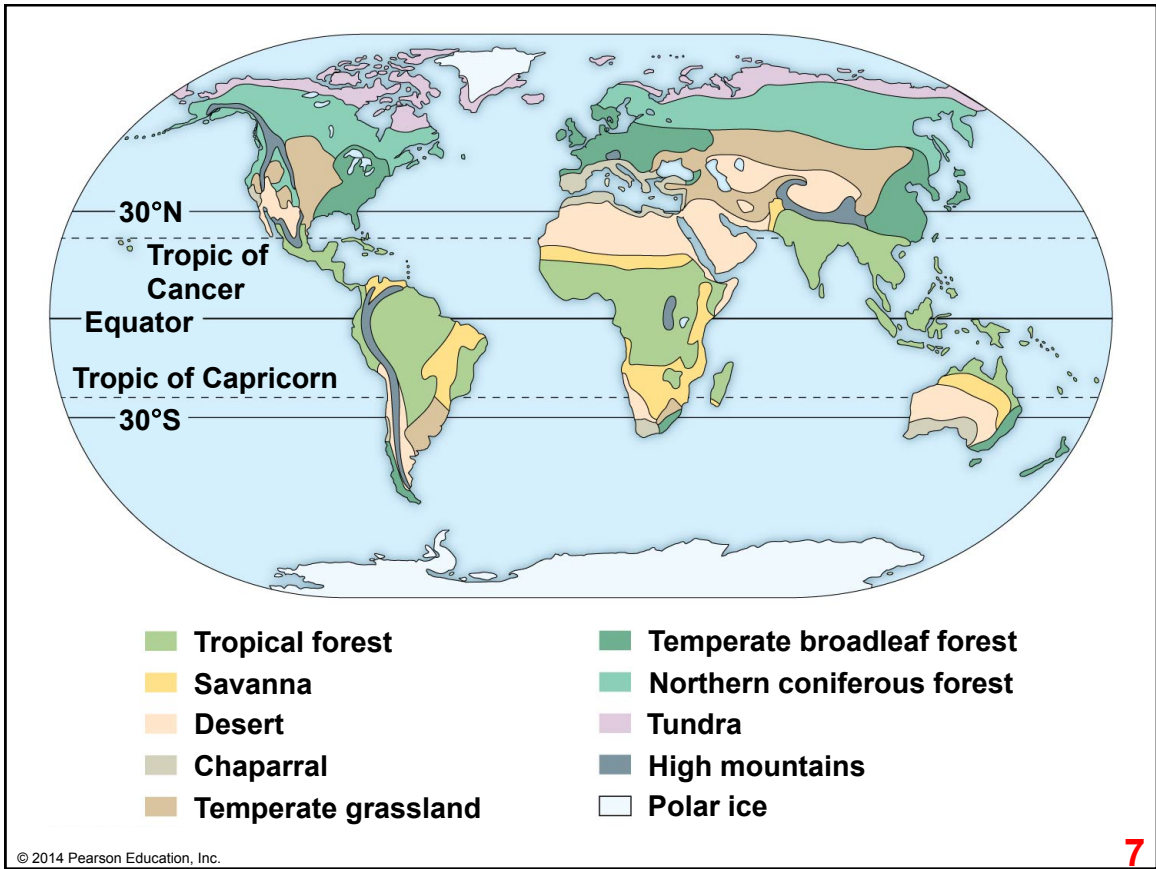 30°N
Tropic of
Cancer
Equator
Tropic of Capricorn
30°S
Tropical forest
Savanna
Desert
Chaparral
Temperate grassland
Temperate broadleaf forest
Northern coniferous forest
Tundra
High mountains
Polar ice
© 2014 Pearson Education, Inc.
7